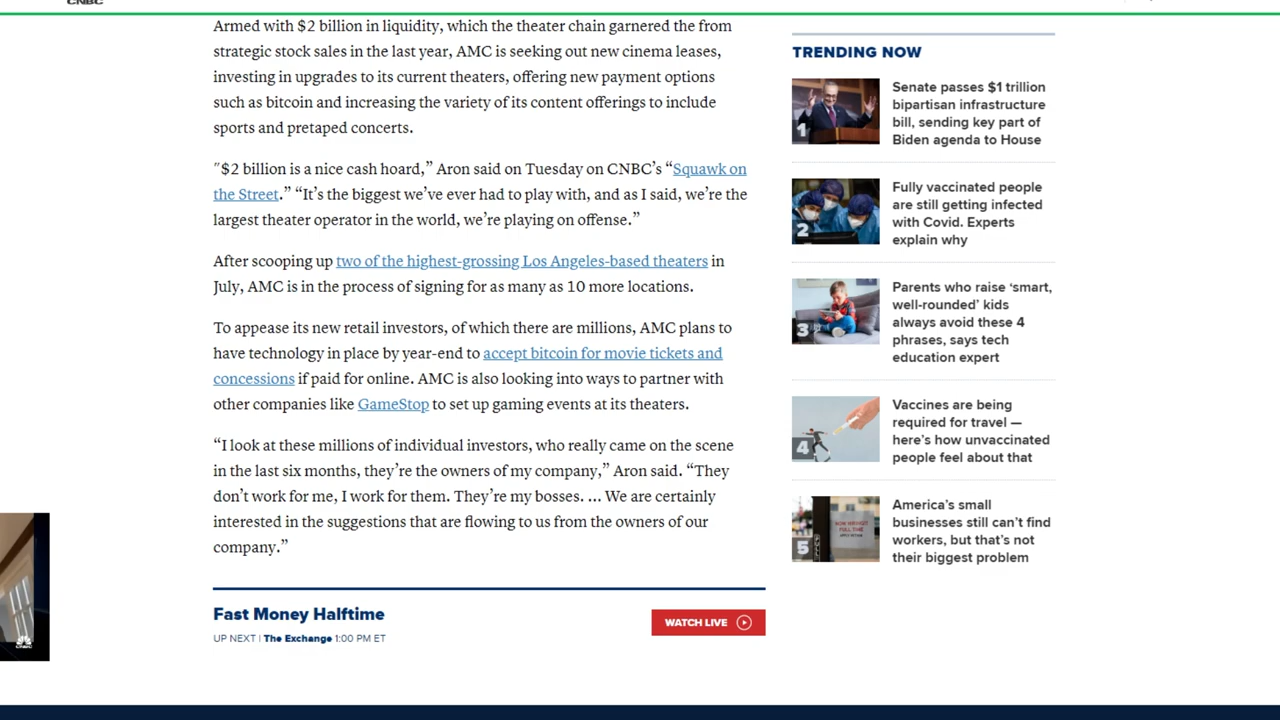 CNBC
Armed with $2 billion in liquidity, which the theater chain garnered the from
strategic stock sales in the last year, AMC is seeking out new cinema leases,
investing in upgrades to its current theaters, offering new payment options
such as bitcoin and increasing the variety of its content offerings to include
sports and pretaped concerts.
"$2 billion is a nice cash hoard,” Aron said on Tuesday on CNBC’s “Squawk on
the Street.” “It’s the biggest we’ve ever had to play with, and as I said, we’re the
largest theater operator in the world, we’re playing on offense.”
After scooping up two of the highest-grossing Los Angeles-based theaters in
July, AMC is in the process of signing for as many as 10 more locations.
To appease its new retail investors, of which there are millions, AMC plans to
have technology in place by year-end to accept bitcoin for movie tickets and
concessions if paid for online. AMC is also looking into ways to partner with
other companies like GameStop to set up gaming events at its theaters.
“I look at these millions of individual investors, who really came on the scene
in the last six months, they’re the owners of my company,” Aron said. “They
don’t work for me, I work for them. They’re my bosses. … We are certainly
interested in the suggestions that are flowing to us from the owners of our
company.”
Fast Money Halftime
UP NEXT | The Exchange 1:00 PM ET
WATCH LIVE
CNBC
TRENDING NOW
1
Senate passes $1 trillion
bipartisan infrastructure
bill, sending key part of
Biden agenda to House
2
Fully vaccinated people
are still getting infected
with Covid. Experts
explain why
3
Parents who raise ‘smart,
well-rounded’ kids
always avoid these 4
phrases, says tech
education expert
4
Vaccines are being
required for travel —
here’s how unvaccinated
people feel about that
5
America’s small
businesses still can’t find
workers, but that’s not
their biggest problem